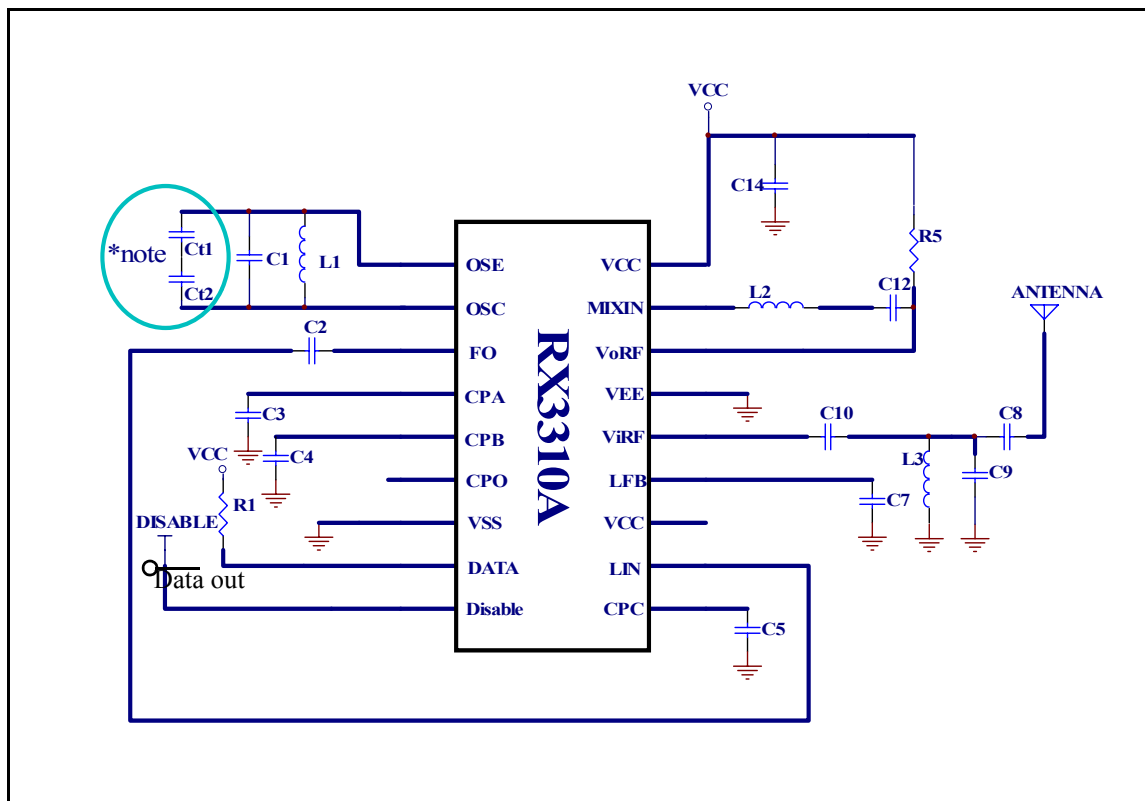 VCC
C14
R5
*note
Ct1
Ct2
C1
L1
OSE
OSC
FO
CPA
CPB
CPO
VSS
DATA
Disable
RX3310A
VCC
MIXIN
VoRF
VEE
ViRF
LFB
VCC
LIN
CPC
L2
C12
ANTENNA
C2
C3
C4
VCC
R1
DISABLE
Data out
C10
C8
L3
C9
C7
C5